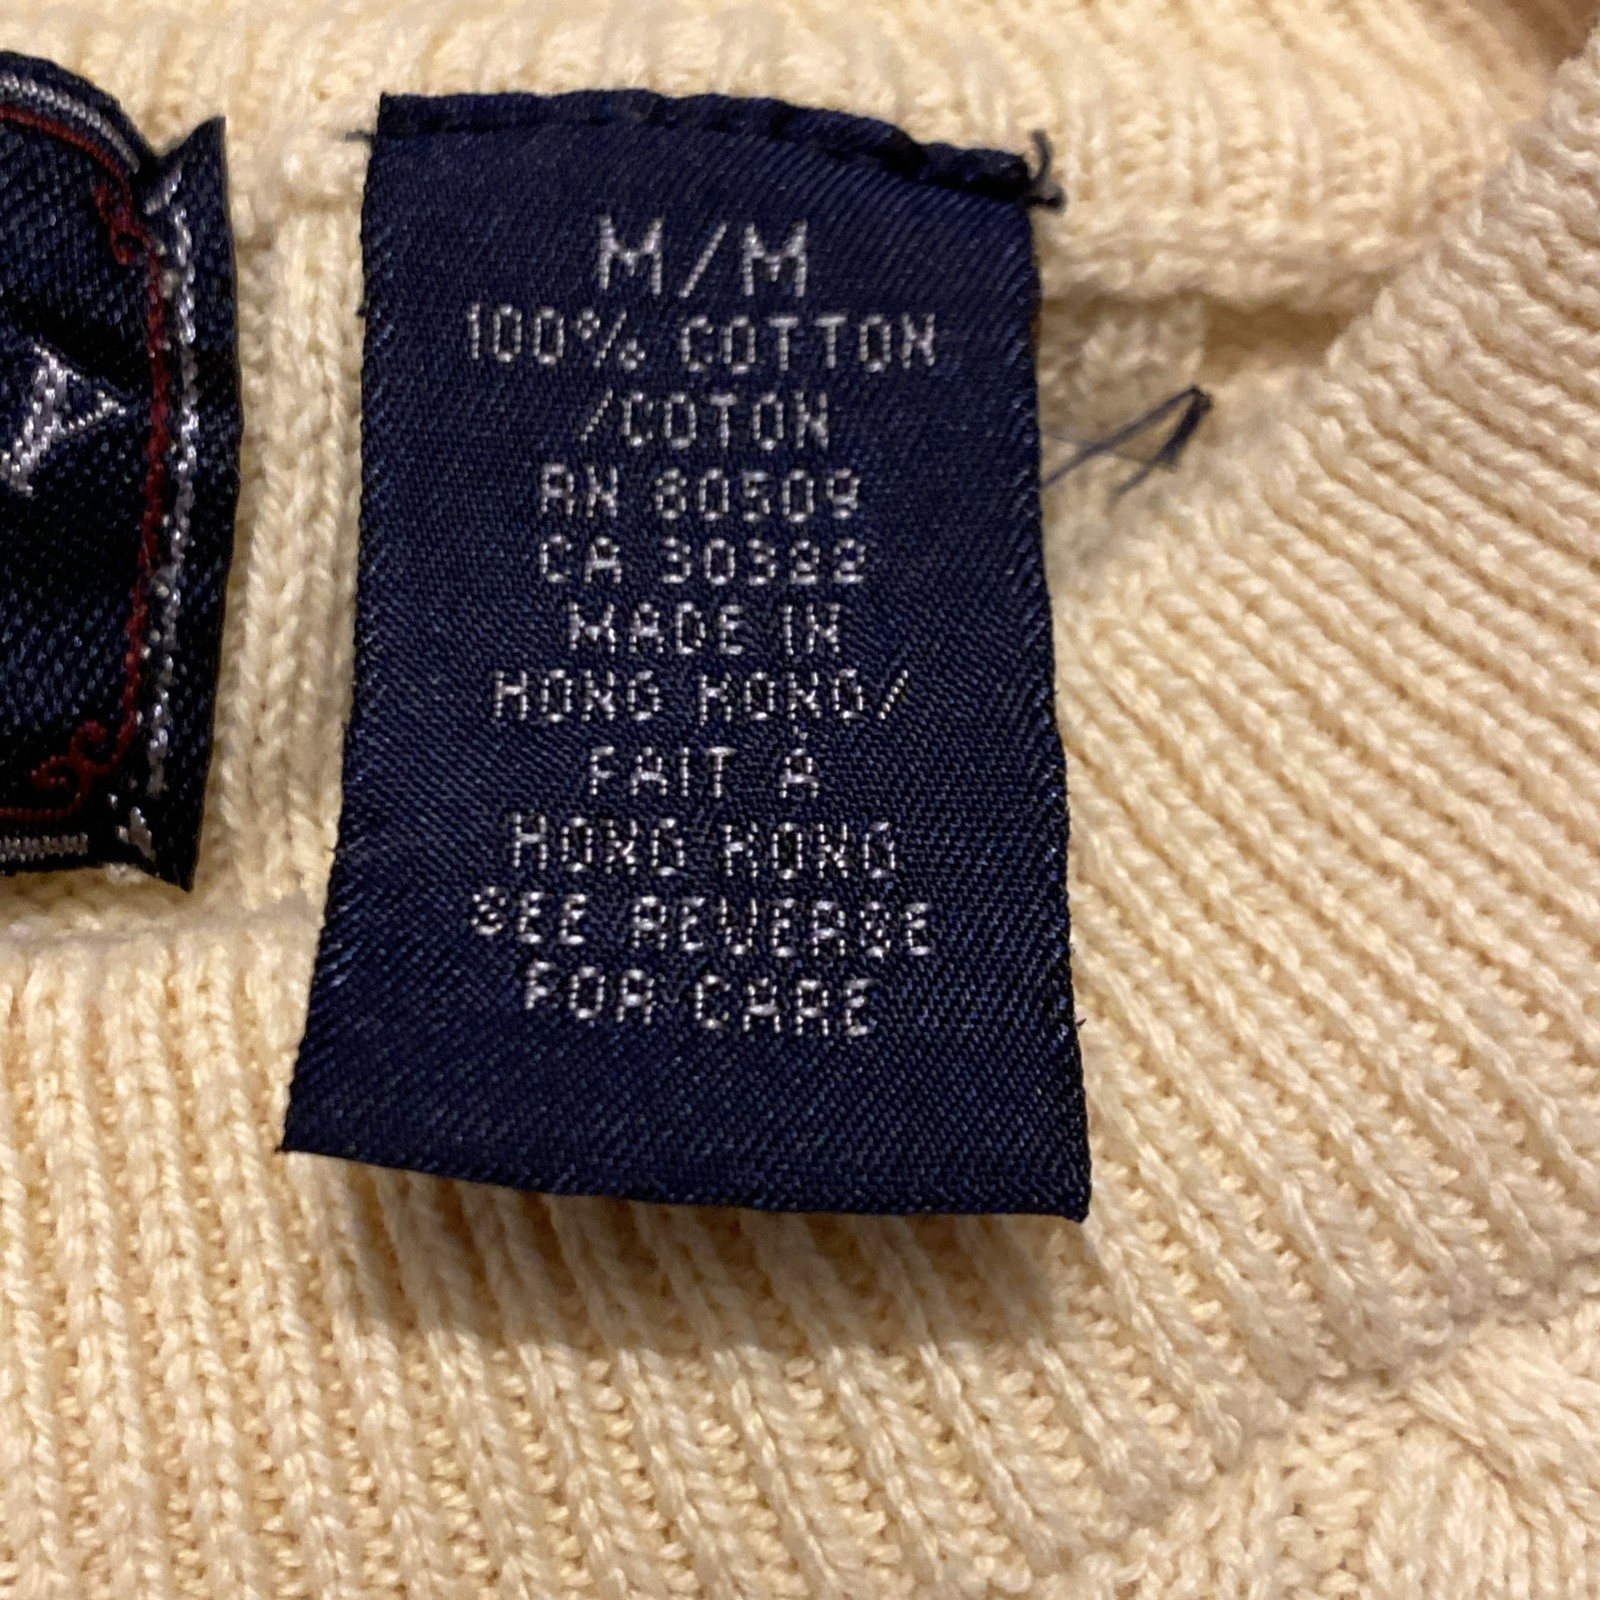 Y
M/M
100% COTTON
/COTON
RN 60509
CA 30322
MADE IN
HONG KONG/
FAIT À
HONG KONG
SEE REVERSE
FOR CARE